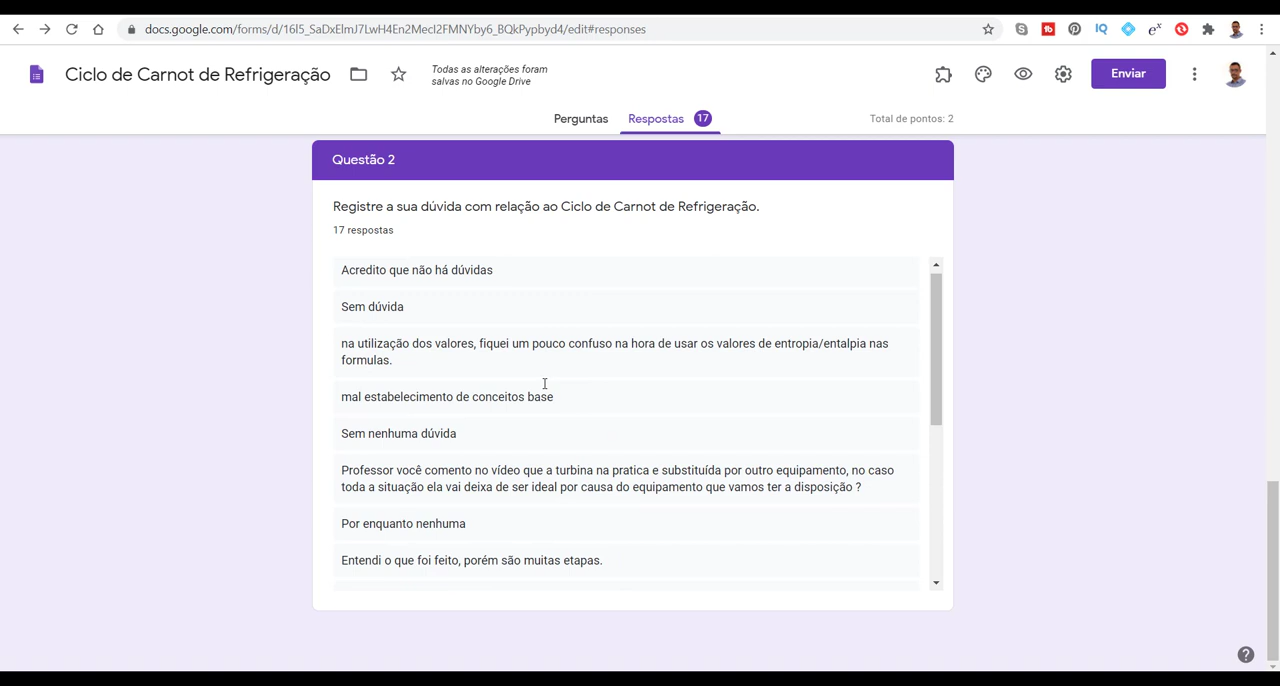 docs.google.com/forms/d/16l5_SaDxElmJ7LwH4En2MecI2FMNYby6_BQkPypbyd4/edit#responses
IQ
eˣ
Ciclo de Carnot de Refrigeração
Todas as alterações foram
salvas no Google Drive
Enviar
Perguntas
Respostas 17
Total de pontos: 2
Questão 2
Registre a sua dúvida com relação ao Ciclo de Carnot de Refrigeração.
17 respostas
Acredito que não há dúvidas
Sem dúvida
na utilização dos valores, fiquei um pouco confuso na hora de usar os valores de entropia/entalpia nas
formulas.
mal estabelecimento de conceitos base
Sem nenhuma dúvida
Professor você comento no vídeo que a turbina na pratica e substituída por outro equipamento, no caso
toda a situação ela vai deixa de ser ideal por causa do equipamento que vamos ter a disposição ?
Por enquanto nenhuma
Entendi o que foi feito, porém são muitas etapas.